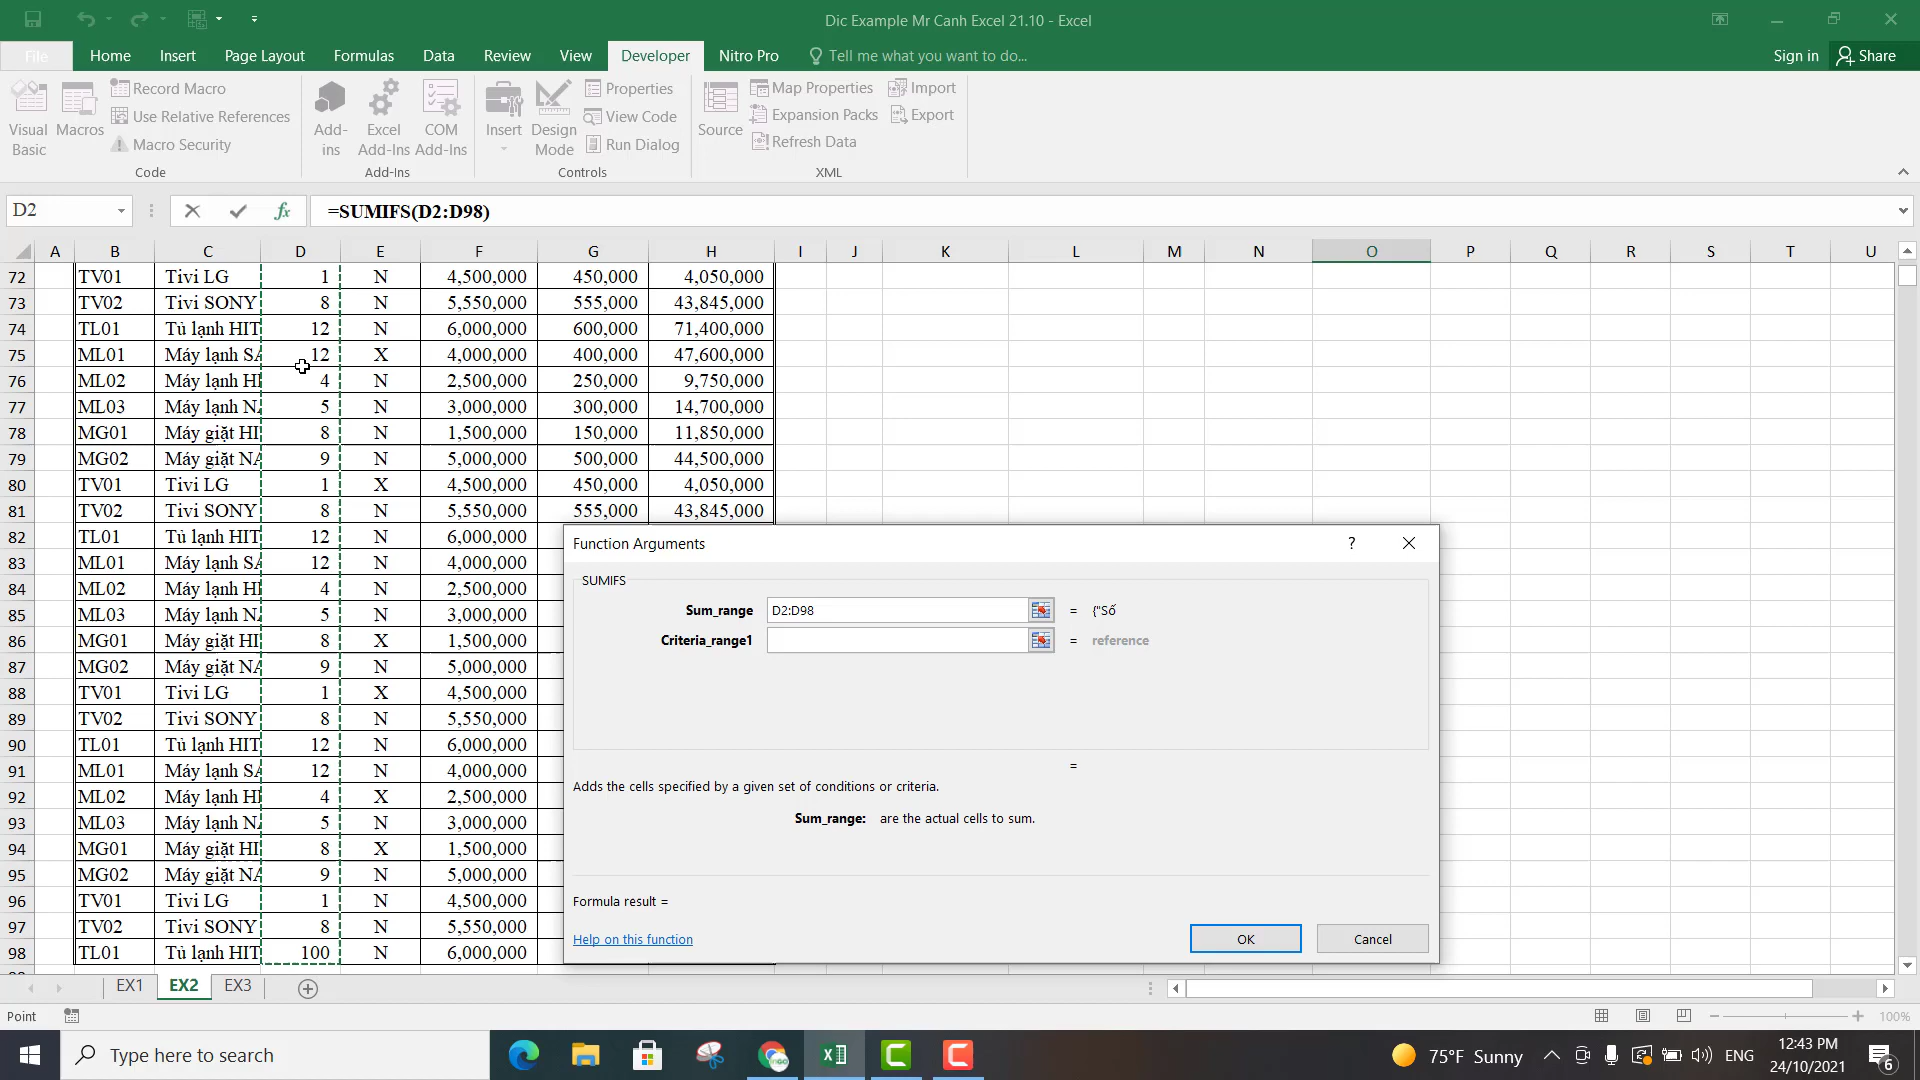 Dic Example Mr Canh Excel 21.10 - Excel
File Home Insert Page Layout Formulas Data Review View Developer Nitro Pro Tell me what you want to do... Sign in Share
Visual Basic
Macros
Record Macro
Use Relative References
Macro Security
Code
Add-ins
Excel Add-Ins
COM Add-Ins
Add-Ins
Insert
Design Mode
Properties
View Code
Run Dialog
Controls
Source
Map Properties
Expansion Packs
Refresh Data
Import
Export
XML
D2 fx =SUMIFS(D2:D98)
A B C D E F G H I J K L M N O P Q R S T U
72 TV01 Tivi LG 1 N 4,500,000 450,000 4,050,000
73 TV02 Tivi SONY 8 N 5,550,000 555,000 43,845,000
74 TL01 Tủ lạnh HIT 12 N 6,000,000 600,000 71,400,000
75 ML01 Máy lạnh SA 12 X 4,000,000 400,000 47,600,000
76 ML02 Máy lạnh HI 4 N 2,500,000 250,000 9,750,000
77 ML03 Máy lạnh NA 5 N 3,000,000 300,000 14,700,000
78 MG01 Máy giặt HI 8 N 1,500,000 150,000 11,850,000
79 MG02 Máy giặt NA 9 N 5,000,000 500,000 44,500,000
80 TV01 Tivi LG 1 X 4,500,000 450,000 4,050,000
81 TV02 Tivi SONY 8 N 5,550,000 555,000 43,845,000
82 TL01 Tủ lạnh HIT 12 N 6,000,000
83 ML01 Máy lạnh SA 12 N 4,000,000
84 ML02 Máy lạnh HI 4 N 2,500,000
85 ML03 Máy lạnh NA 5 N 3,000,000
86 MG01 Máy giặt HI 8 X 1,500,000
87 MG02 Máy giặt NA 9 N 5,000,000
88 TV01 Tivi LG 1 X 4,500,000
89 TV02 Tivi SONY 8 N 5,550,000
90 TL01 Tủ lạnh HIT 12 N 6,000,000
91 ML01 Máy lạnh SA 12 N 4,000,000
92 ML02 Máy lạnh HI 4 X 2,500,000
93 ML03 Máy lạnh NA 5 N 3,000,000
94 MG01 Máy giặt HI 8 X 1,500,000
95 MG02 Máy giặt NA 9 N 5,000,000
96 TV01 Tivi LG 1 N 4,500,000
97 TV02 Tivi SONY 8 N 5,550,000
98 TL01 Tủ lạnh HIT 100 N 6,000,000
Function Arguments ?
SUMIFS
Sum_range D2:D98 = {"Số
Criteria_range1 = reference
=
Adds the cells specified by a given set of conditions or criteria.
Sum_range: are the actual cells to sum.
Formula result =
Help on this function OK Cancel
EX1 EX2 EX3
Point 100%
Type here to search 75°F Sunny ENG 12:43 PM
24/10/2021 6